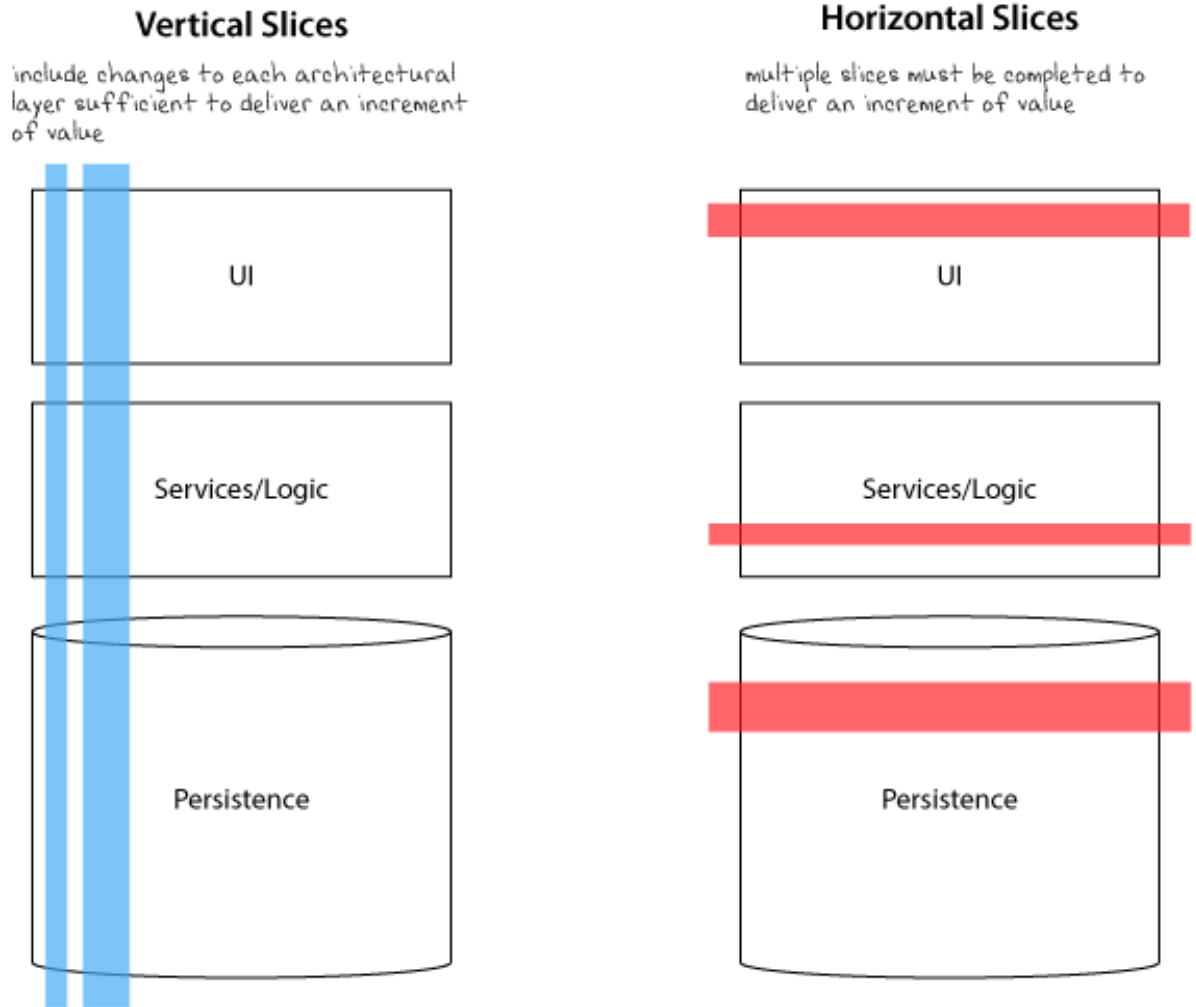 Vertical Slices
include changes to each architectural
layer sufficient to deliver an increment
of value
UI
Services/Logic
Persistence
Horizontal Slices
multiple slices must be completed to
deliver an increment of value
UI
Services/Logic
Persistence